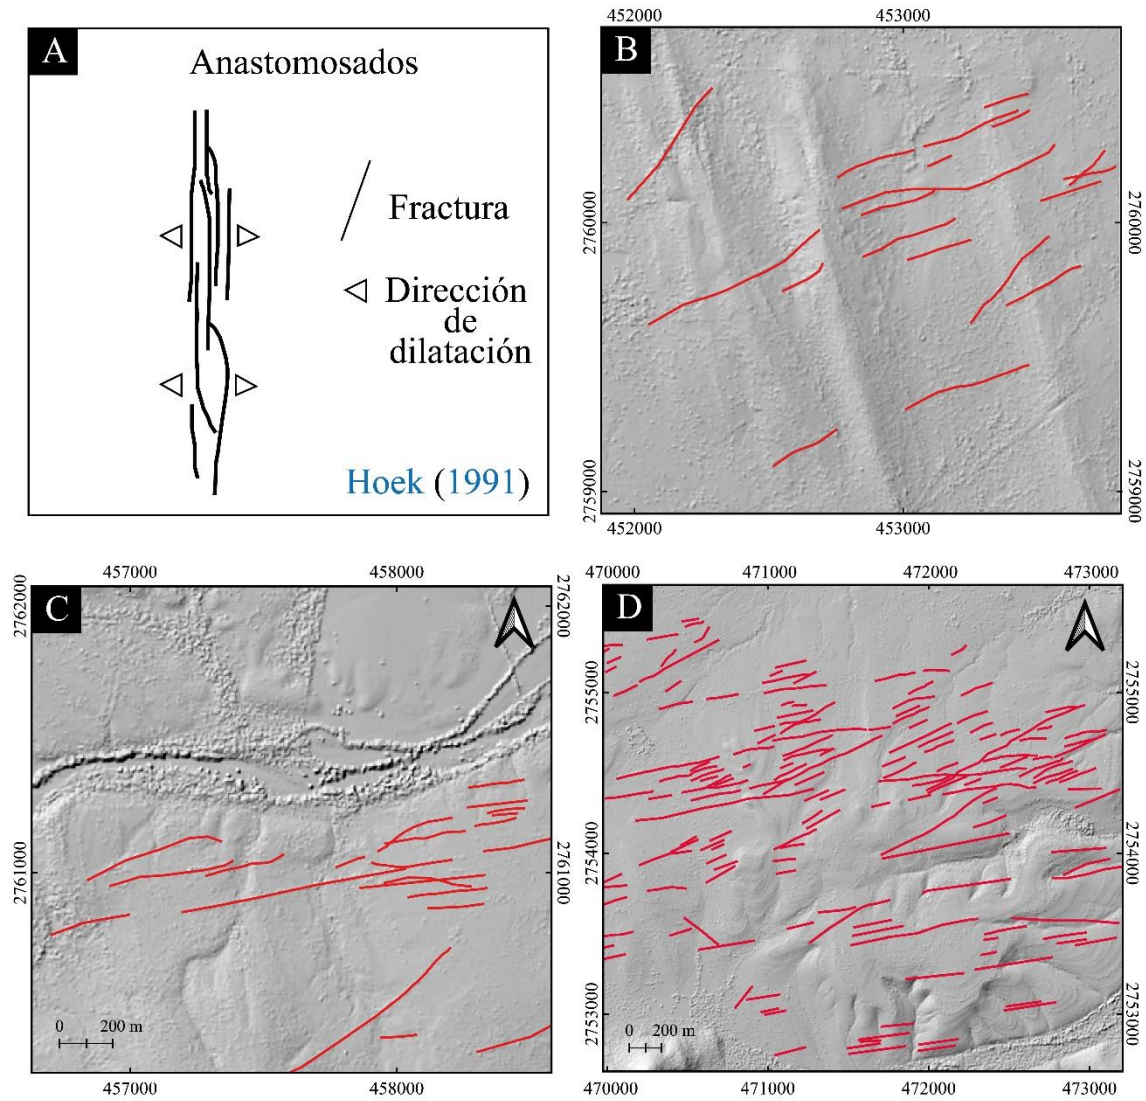 A
Anastomosados
Fractura
Dirección
de
dilatación
Hoek (1991)
452000 453000
B
2760000 2760000
2759000 2759000
452000 453000
457000 458000
C
2762000 2762000
2761000 2761000
0 200 m
457000 458000
470000 471000 472000 473000
D
2755000 2755000
2754000 2754000
2753000 2753000
0 200 m
470000 471000 472000 473000